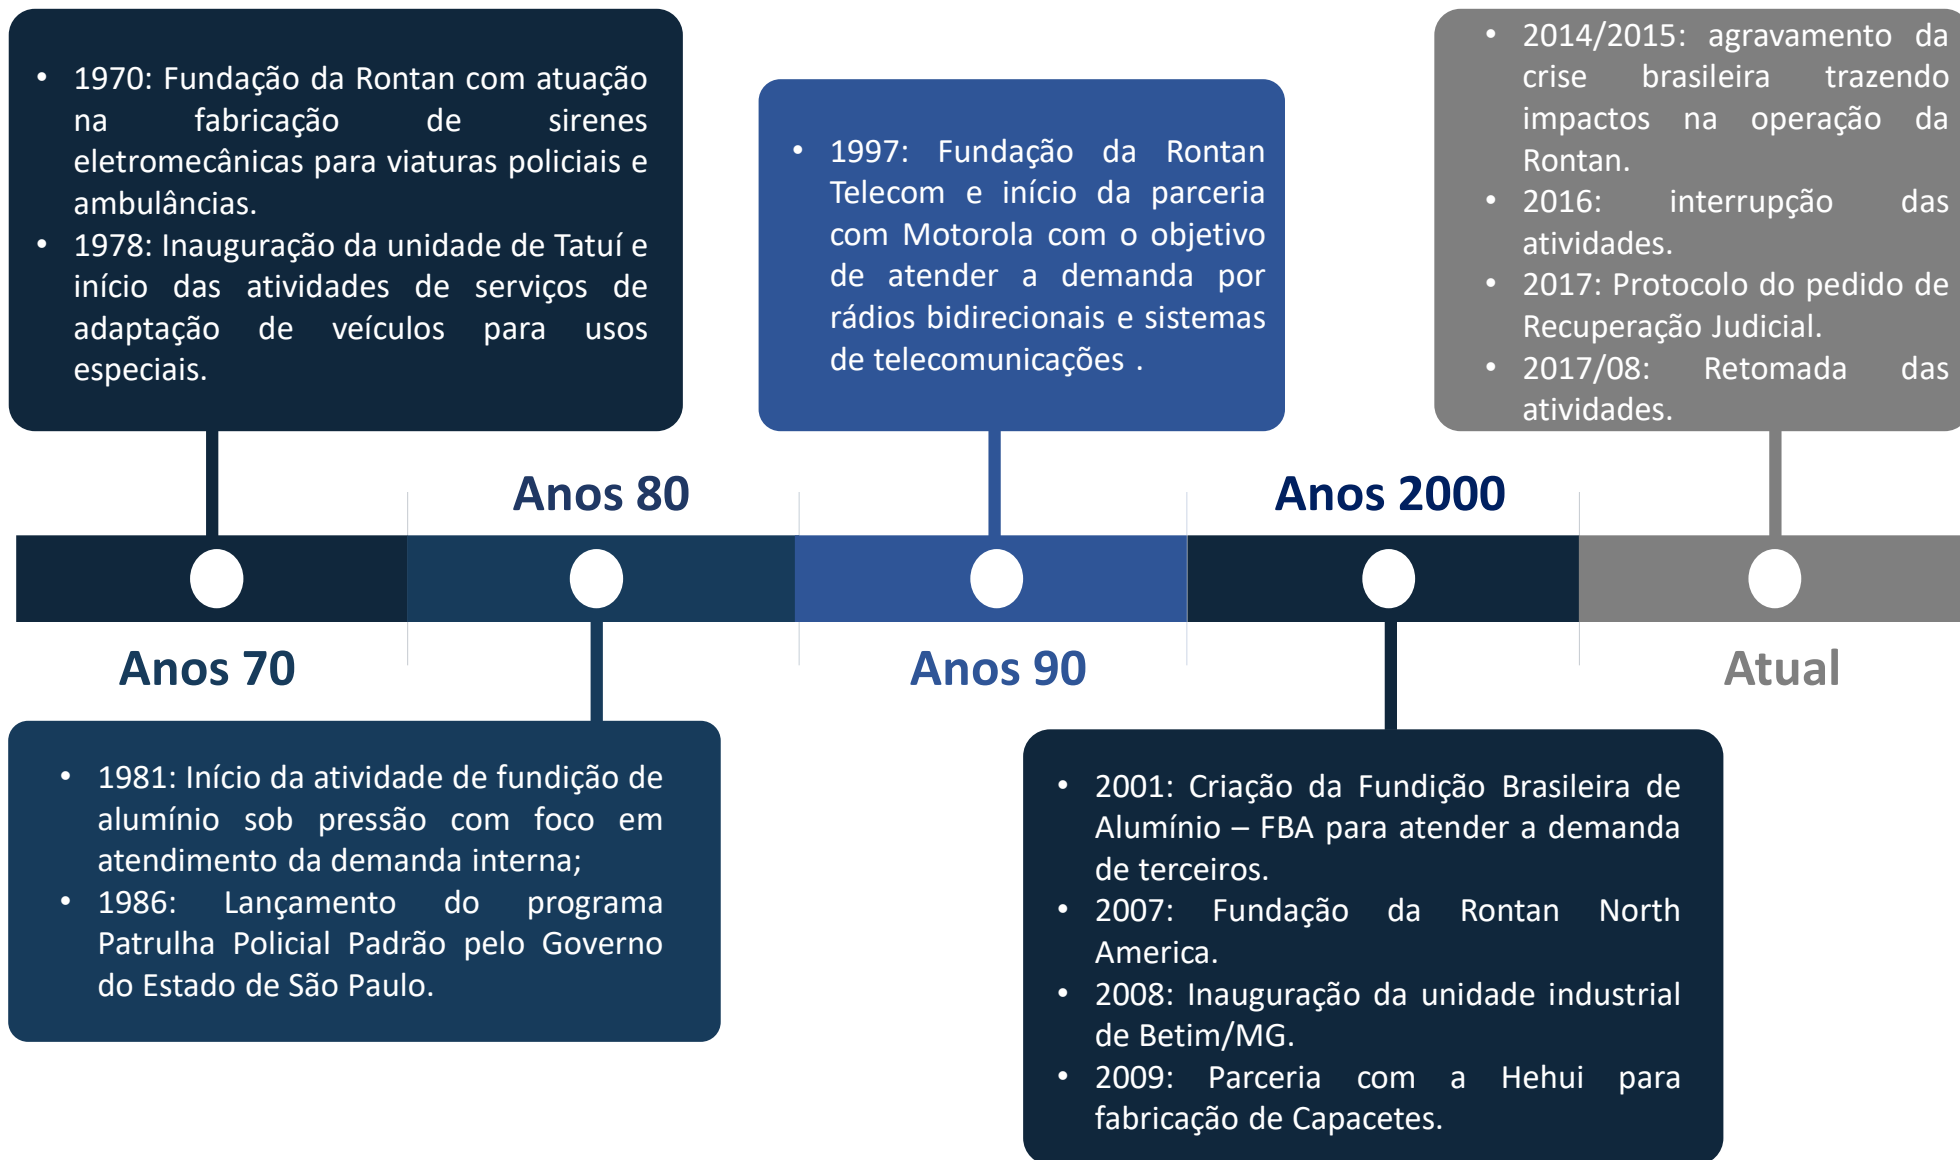 • 1970: Fundação da Rontan com atuação
na fabricação de sirenes
eletromecânicas para viaturas policiais e
ambulâncias.
• 1978: Inauguração da unidade de Tatuí e
início das atividades de serviços de
adaptação de veículos para usos
especiais.
• 1997: Fundação da Rontan
Telecom e início da parceria
com Motorola com o objetivo
de atender a demanda por
rádios bidirecionais e sistemas
de telecomunicações .
• 2014/2015: agravamento da
crise brasileira trazendo
impactos na operação da
Rontan.
• 2016: interrupção das
atividades.
• 2017: Protocolo do pedido de
Recuperação Judicial.
• 2017/08: Retomada das
atividades.
Anos 80
Anos 2000
Anos 70
Anos 90
Atual
• 1981: Início da atividade de fundição de
alumínio sob pressão com foco em
atendimento da demanda interna;
• 1986: Lançamento do programa
Patrulha Policial Padrão pelo Governo
do Estado de São Paulo.
• 2001: Criação da Fundição Brasileira de
Alumínio – FBA para atender a demanda
de terceiros.
• 2007: Fundação da Rontan North
America.
• 2008: Inauguração da unidade industrial
de Betim/MG.
• 2009: Parceria com a Hehui para
fabricação de Capacetes.